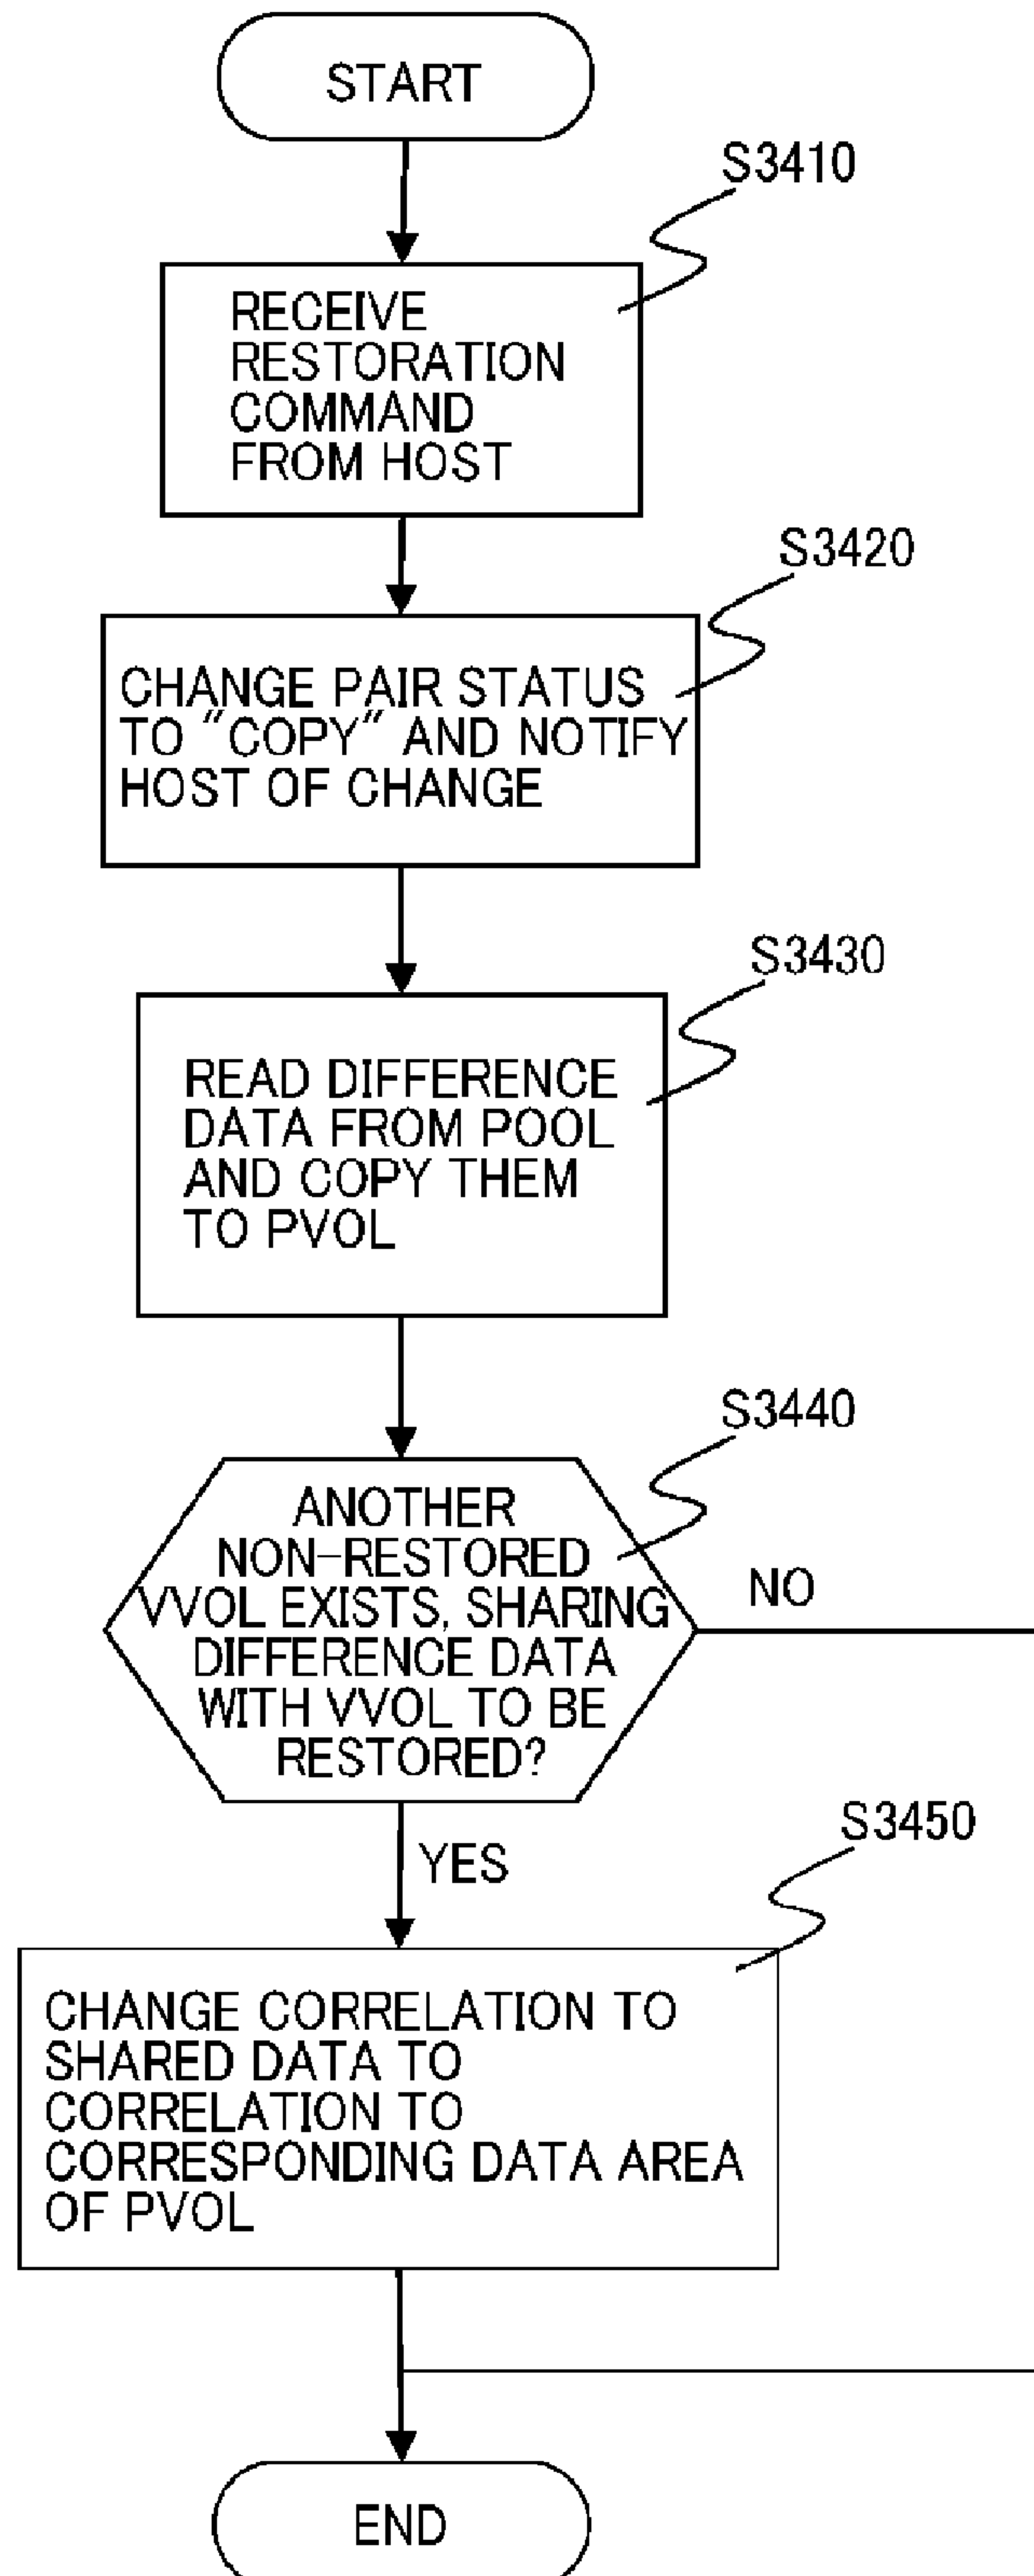 START
S3410
RECEIVE
RESTORATION
COMMAND
FROM HOST
S3420
CHANGE PAIR STATUS
TO "COPY" AND NOTIFY
HOST OF CHANGE
S3430
READ DIFFERENCE
DATA FROM POOL
AND COPY THEM
TO PVOL
S3440
ANOTHER
NON-RESTORED
VVOL EXISTS, SHARING
DIFFERENCE DATA
WITH VVOL TO BE
RESTORED?
NO
YES
S3450
CHANGE CORRELATION TO
SHARED DATA TO
CORRELATION TO
CORRESPONDING DATA AREA
OF PVOL
END